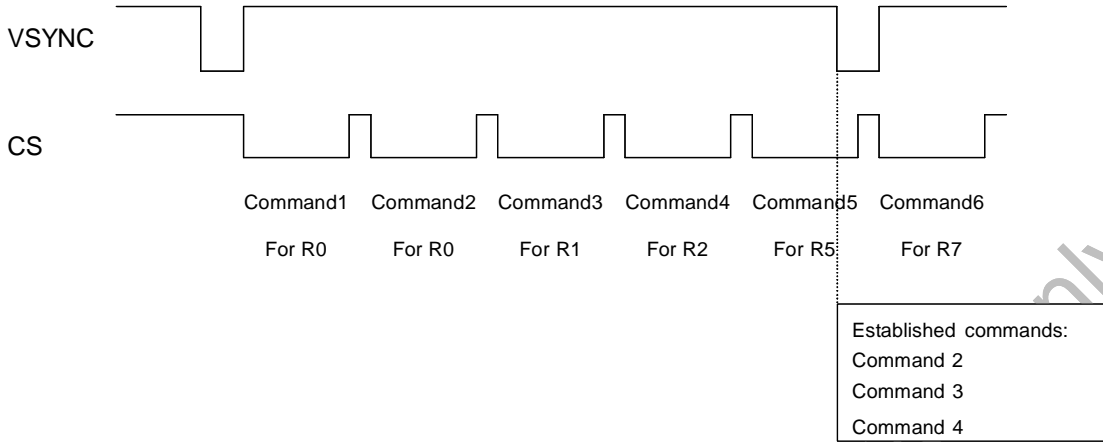 VSYNC
CS
Command1 Command2 Command3 Command4 Command5 Command6
For R0 For R0 For R1 For R2 For R5 For R7
Established commands:
Command 2
Command 3
Command 4